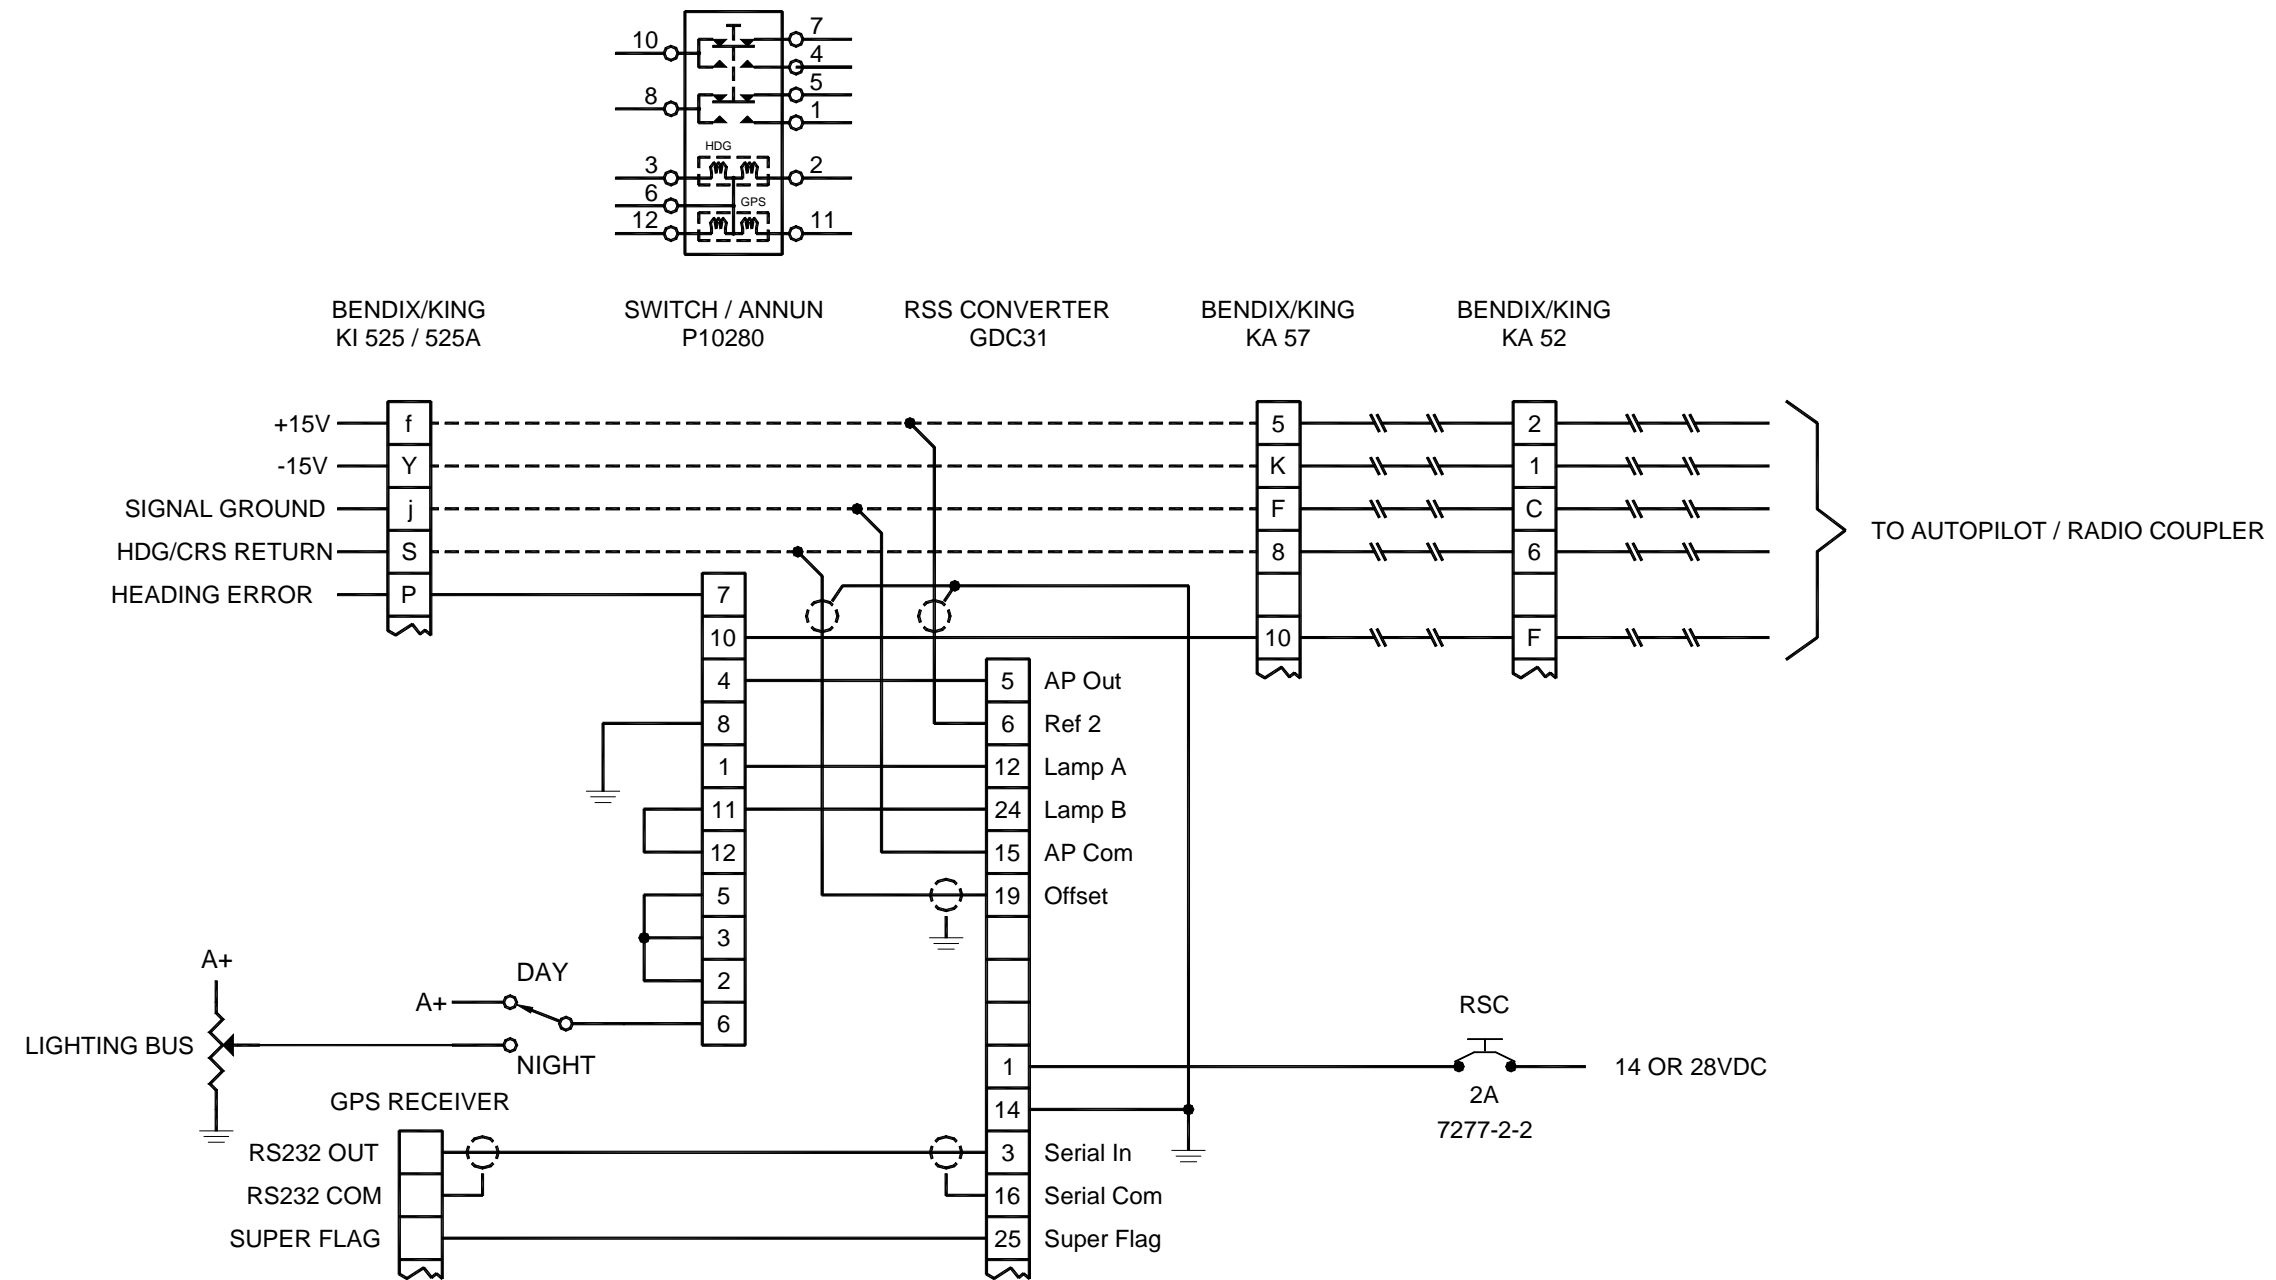 10 7
4
8 5
1
HDG
3 2
6 GPS
12 11
BENDIX/KING SWITCH / ANNUN RSS CONVERTER BENDIX/KING BENDIX/KING
KI 525 / 525A P10280 GDC31 KA 57 KA 52
+15V f 5 2
-15V Y K 1
SIGNAL GROUND j F C
HDG/CRS RETURN S 8 6
TO AUTOPILOT / RADIO COUPLER
HEADING ERROR P 7
10 10 F
4 5 AP Out
8 6 Ref 2
1 12 Lamp A
11 24 Lamp B
12 15 AP Com
5 19 Offset
3
A+ DAY 2
A+ RSC
6
LIGHTING BUS
NIGHT 1 14 OR 28VDC
2A
GPS RECEIVER 14
7277-2-2
RS232 OUT 3 Serial In
RS232 COM 16 Serial Com
SUPER FLAG 25 Super Flag